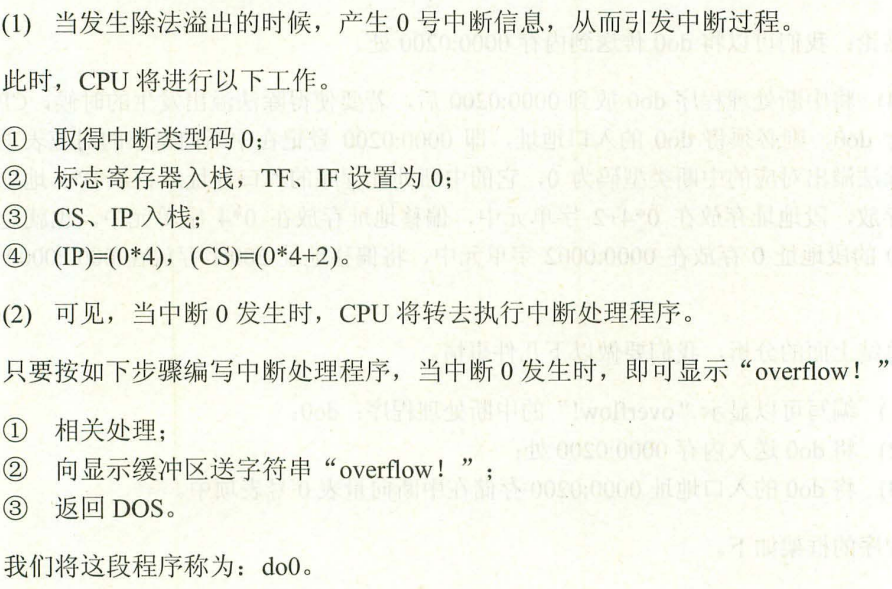 (1) 当发生除法溢出的时候，产生 0 号中断信息，从而引发中断过程。
此时，CPU 将进行以下工作。
① 取得中断类型码 0；
② 标志寄存器入栈，TF、IF 设置为 0；
③ CS、IP 入栈；
④ (IP)=(0*4)，(CS)=(0*4+2)。
(2) 可见，当中断 0 发生时，CPU 将转去执行中断处理程序。
只要按如下步骤编写中断处理程序，当中断 0 发生时，即可显示“overflow！”
① 相关处理；
② 向显示缓冲区送字符串“overflow！”；
③ 返回 DOS。
我们将这段程序称为：do0。